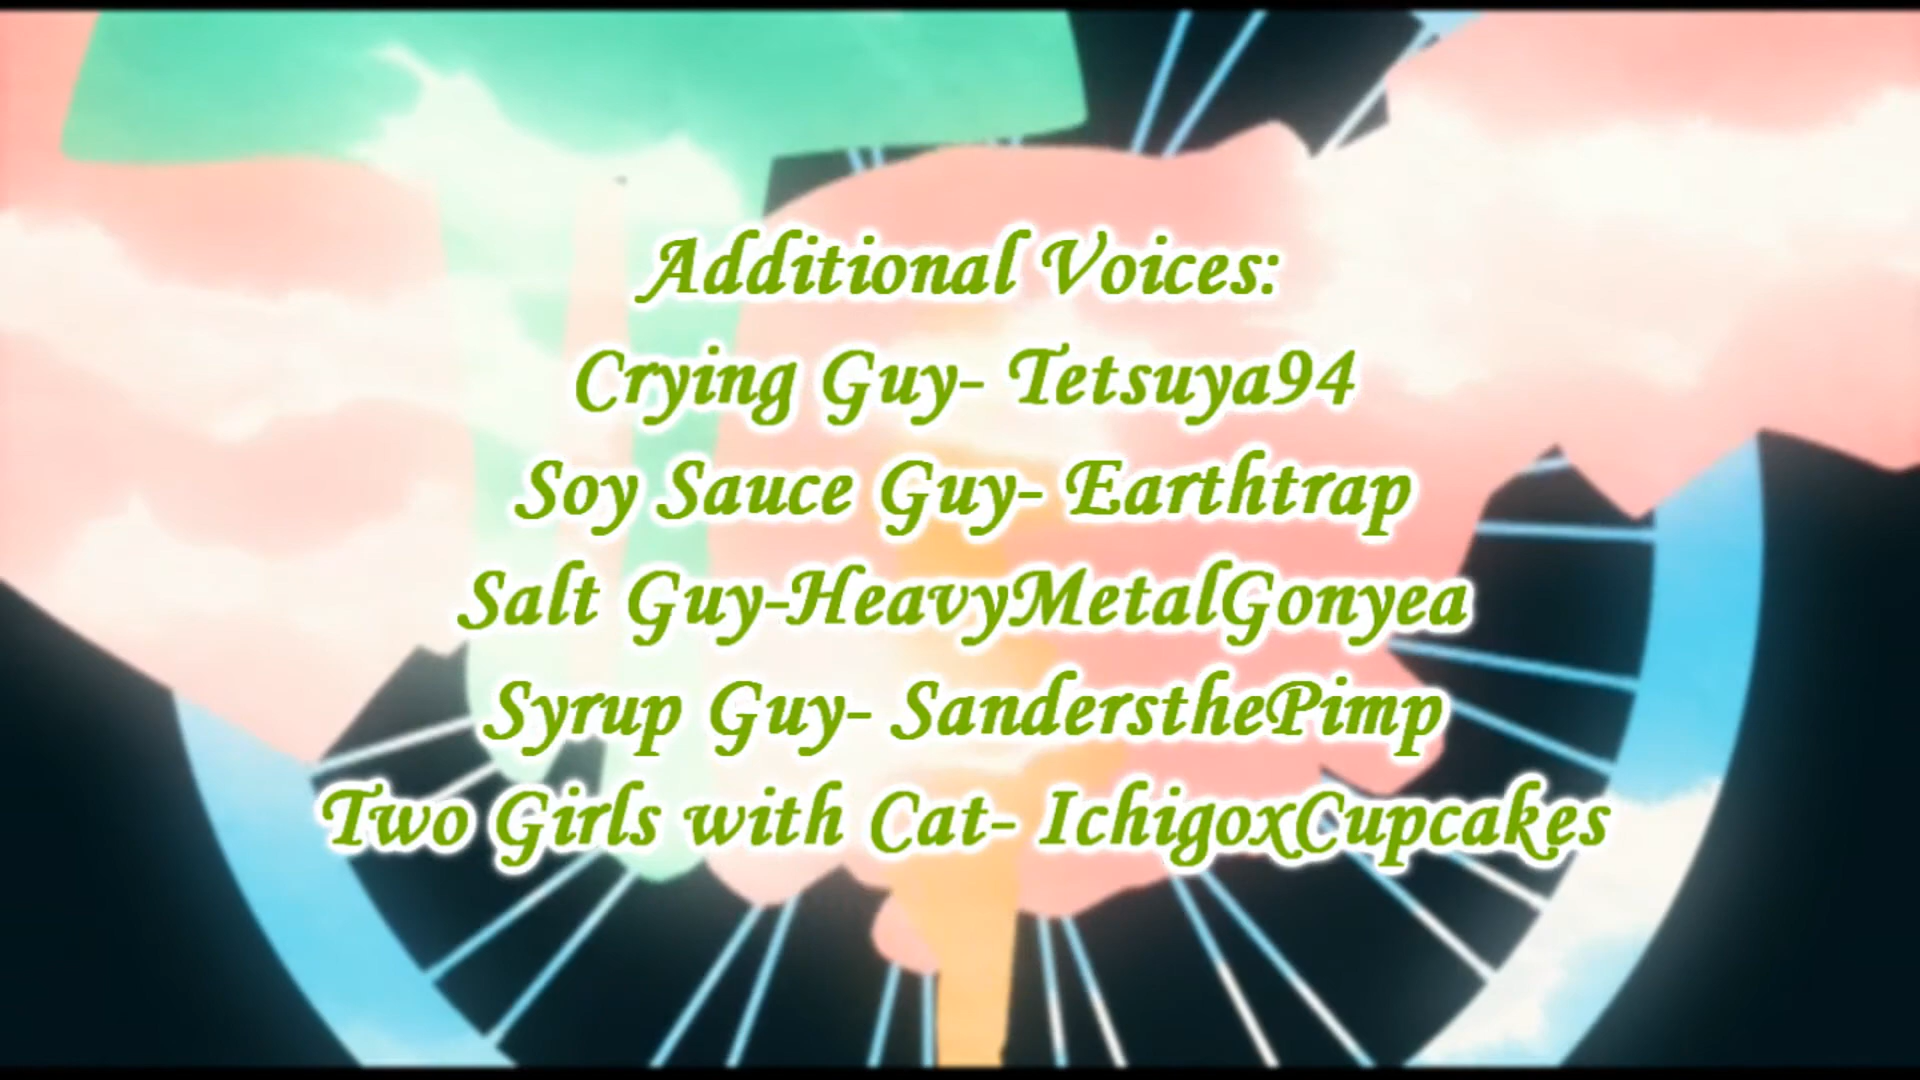 Additional Voices:
Crying Guy- Tetsuya94
Soy Sauce Guy- Earthtrap
Salt Guy-HeavyMetalGonyea
Syrup Guy- SandersthePimp
Two Girls with Cat- IchigoxCupcakes